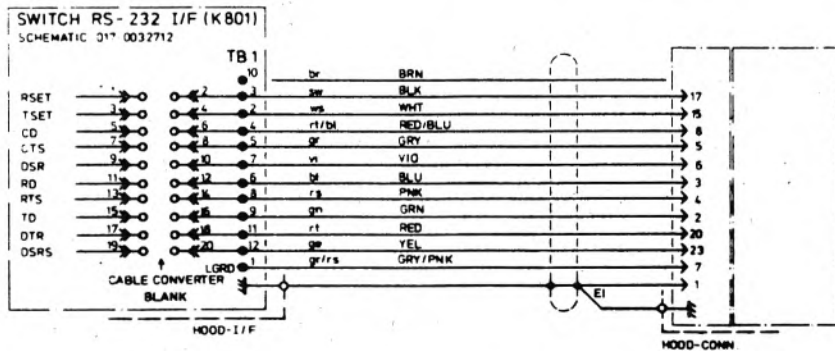 SWITCH RS-232 I/F (K801)
SCHEMATIC 017 0032712
TB 1
10 br BRN
RSET 1 2 3 sw BLK 17
TSET 3 4 2 ws WHT 15
CD 5 6 4 rt/bl RED/BLU 8
CTS 7 8 5 gr GRY 5
DSR 9 10 7 vi VIO 6
RD 11 12 6 bl BLU 3
RTS 13 14 8 rs PNK 4
TD 15 16 9 gn GRN 2
DTR 17 18 11 rt RED 20
DSRS 19 20 12 ge YEL 23
LGRD 1 gr/rs GRY/PNK 7
CABLE CONVERTER
BLANK
1
EI
HOOD-I/F
HOOD-CONN.